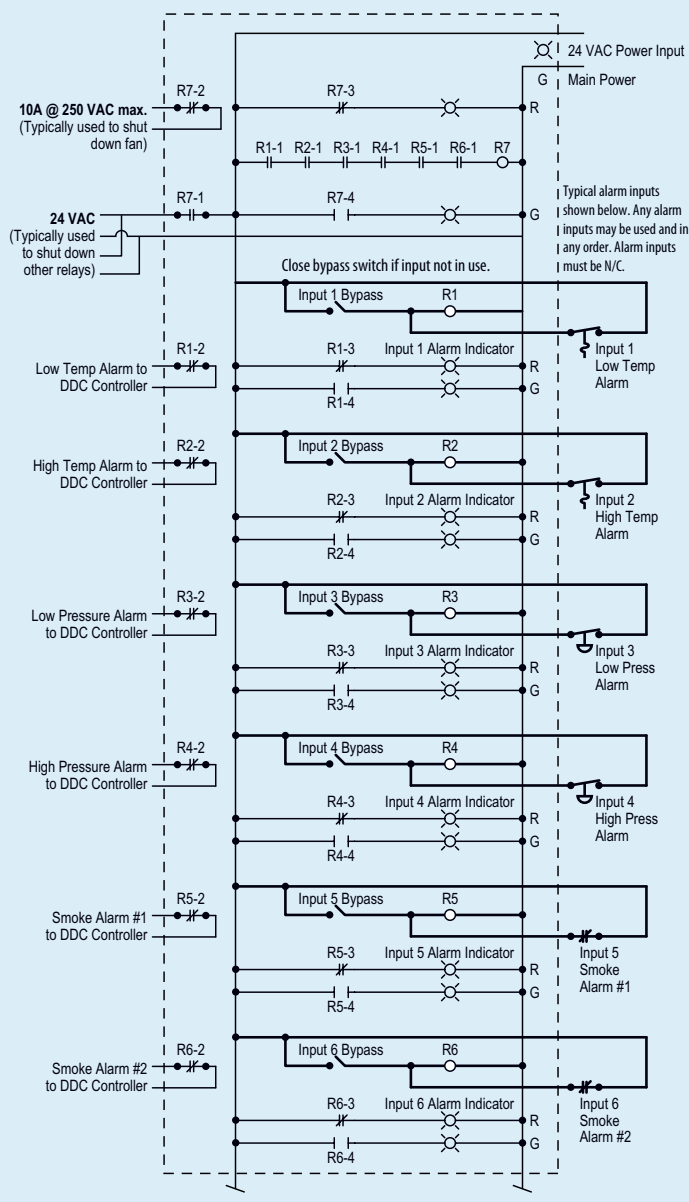 24 VAC Power Input
G Main Power
R7-2
10A @ 250 VAC max.
(Typically used to shut
down fan)
R7-3
R
R1-1 R2-1 R3-1 R4-1 R5-1 R6-1 R7
R7-1
24 VAC
(Typically used
to shut down
other relays)
R7-4
G
Typical alarm inputs
shown below. Any alarm
inputs may be used and in
any order. Alarm inputs
must be N/C.
Close bypass switch if input not in use.
Input 1 Bypass R1
Input 1
Low Temp
Alarm
R1-2
Low Temp Alarm to
DDC Controller
R1-3 Input 1 Alarm Indicator
R
G
R1-4
Input 2 Bypass R2
Input 2
High Temp
Alarm
R2-2
High Temp Alarm to
DDC Controller
R2-3 Input 2 Alarm Indicator
R
G
R2-4
Input 3 Bypass R3
Input 3
Low Press
Alarm
R3-2
Low Pressure Alarm
to DDC Controller
R3-3 Input 3 Alarm Indicator
R
G
R3-4
Input 4 Bypass R4
Input 4
High Press
Alarm
R4-2
High Pressure Alarm
to DDC Controller
R4-3 Input 4 Alarm Indicator
R
G
R4-4
Input 5 Bypass R5
Input 5
Smoke
Alarm #1
R5-2
Smoke Alarm #1
to DDC Controller
R5-3 Input 5 Alarm Indicator
R
G
R5-4
Input 6 Bypass R6
Input 6
Smoke
Alarm #2
R6-2
Smoke Alarm #2
to DDC Controller
R6-3 Input 6 Alarm Indicator
R
G
R6-4